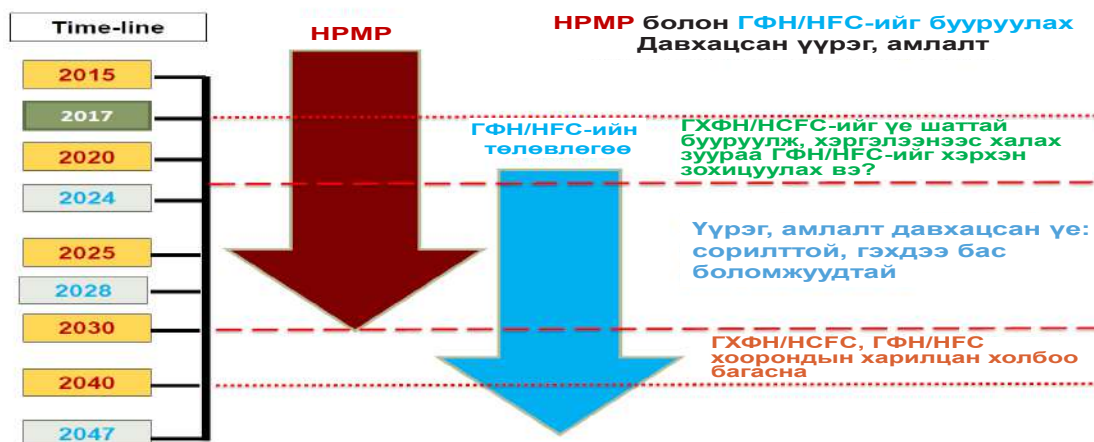 Time-line
2015
2017
2020
2024
2025
2028
2030
2040
2047
HPMP
ГФН/HFC-ийн
төлөвлөгөө
HPMP болон ГФН/HFC-ийг бууруулах
Давхацсан үүрэг, амлалт
ГХФН/HCFC-ийг үе шаттай
бууруулж, хэрэглээнээс халах
зуураа ГФН/HFC-ийг хэрхэн
зохицуулах вэ?
Үүрэг, амлалт давхацсан үе:
сорилттой, гэхдээ бас
боломжуудтай
ГХФН/HCFC, ГФН/HFC
хоорондын харилцан холбоо
багасна